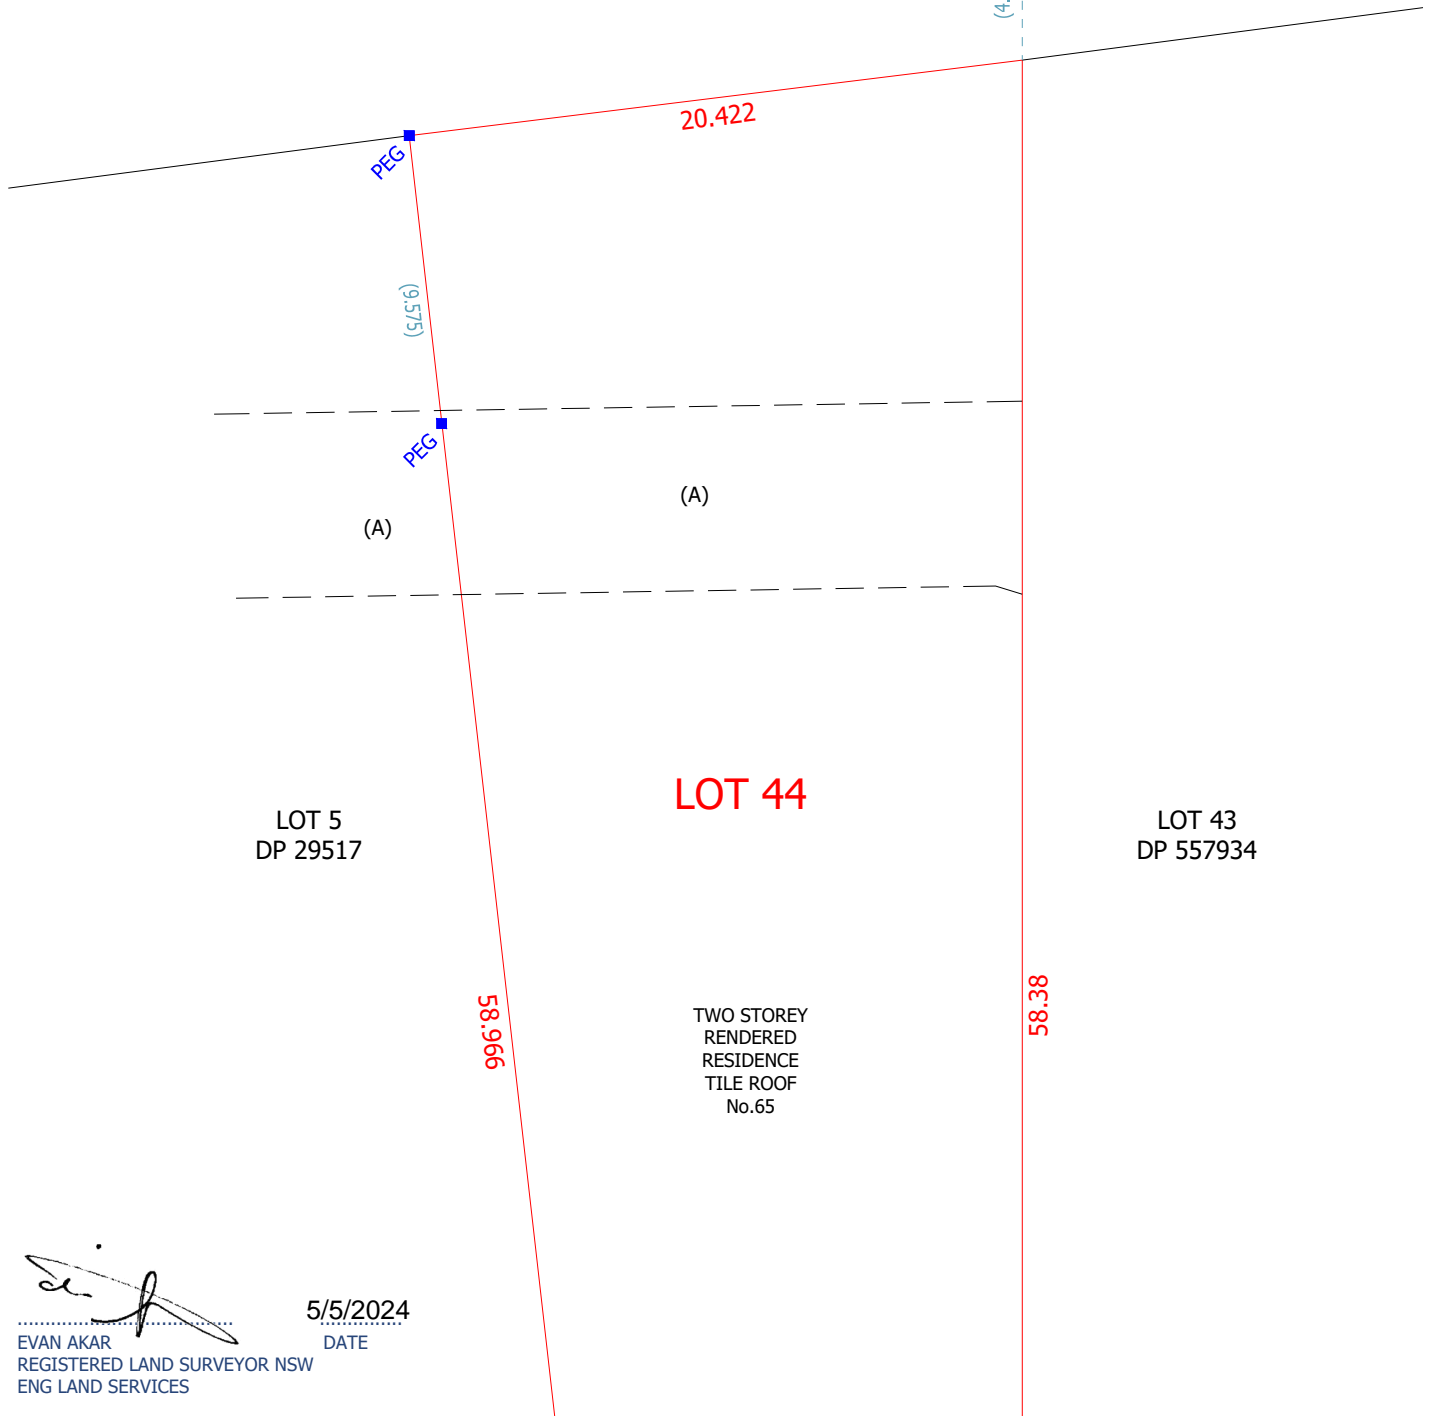 (4.
20.422
PEG
(9.575)
PEG
(A)
(A)
LOT 44
LOT 5
DP 29517
LOT 43
DP 557934
58.966
58.38
TWO STOREY
RENDERED
RESIDENCE
TILE ROOF
No.65
5/5/2024
EVAN AKAR
DATE
REGISTERED LAND SURVEYOR NSW
ENG LAND SERVICES